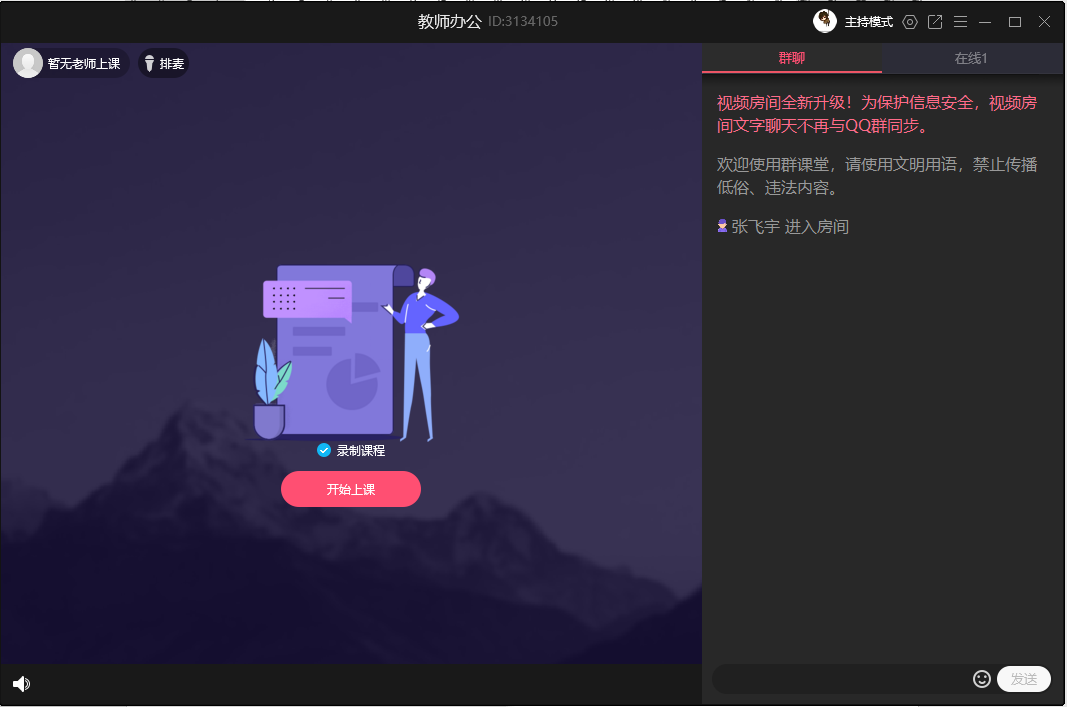 教师办公 ID:3134105
主持模式
暂无老师上课
排麦
群聊
在线1
视频房间全新升级！为保护信息安全，视频房
间文字聊天不再与QQ群同步。
欢迎使用群课堂，请使用文明用语，禁止传播
低俗、违法内容。
张飞宇 进入房间
录制课程
开始上课
发送